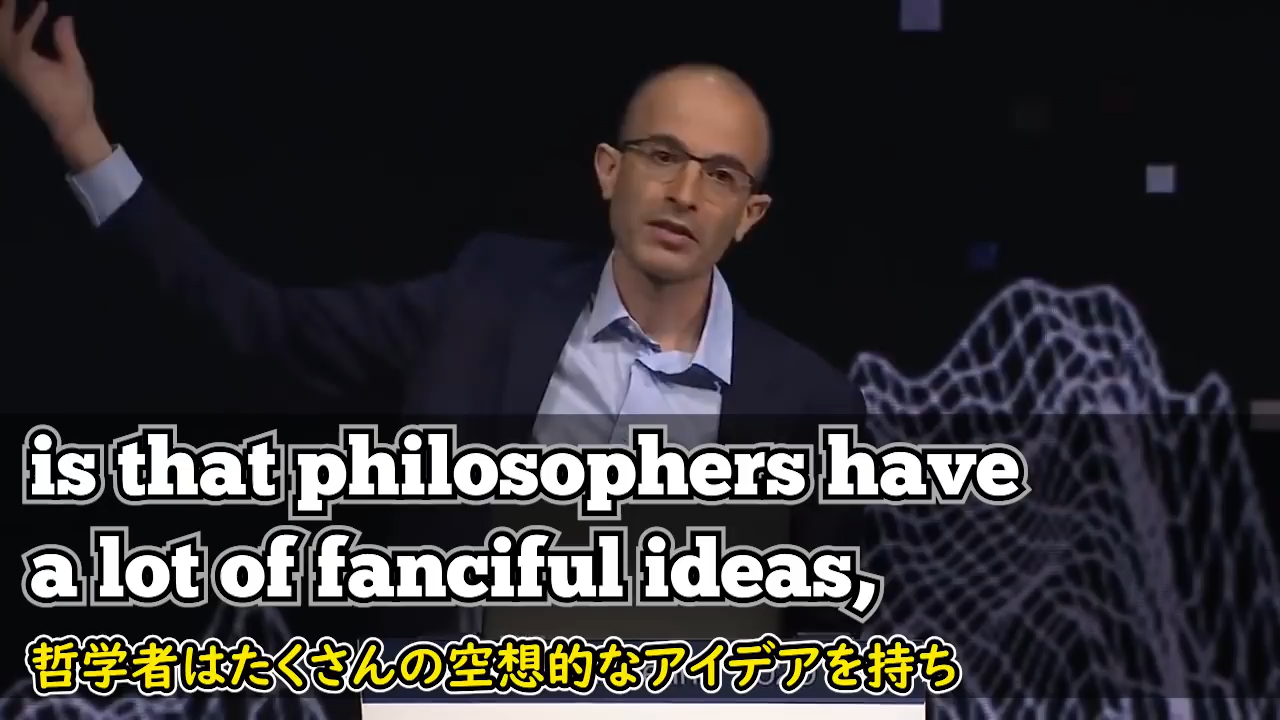 is that philosophers have
a lot of fanciful ideas,
哲学者はたくさんの空想的なアイデアを持ち